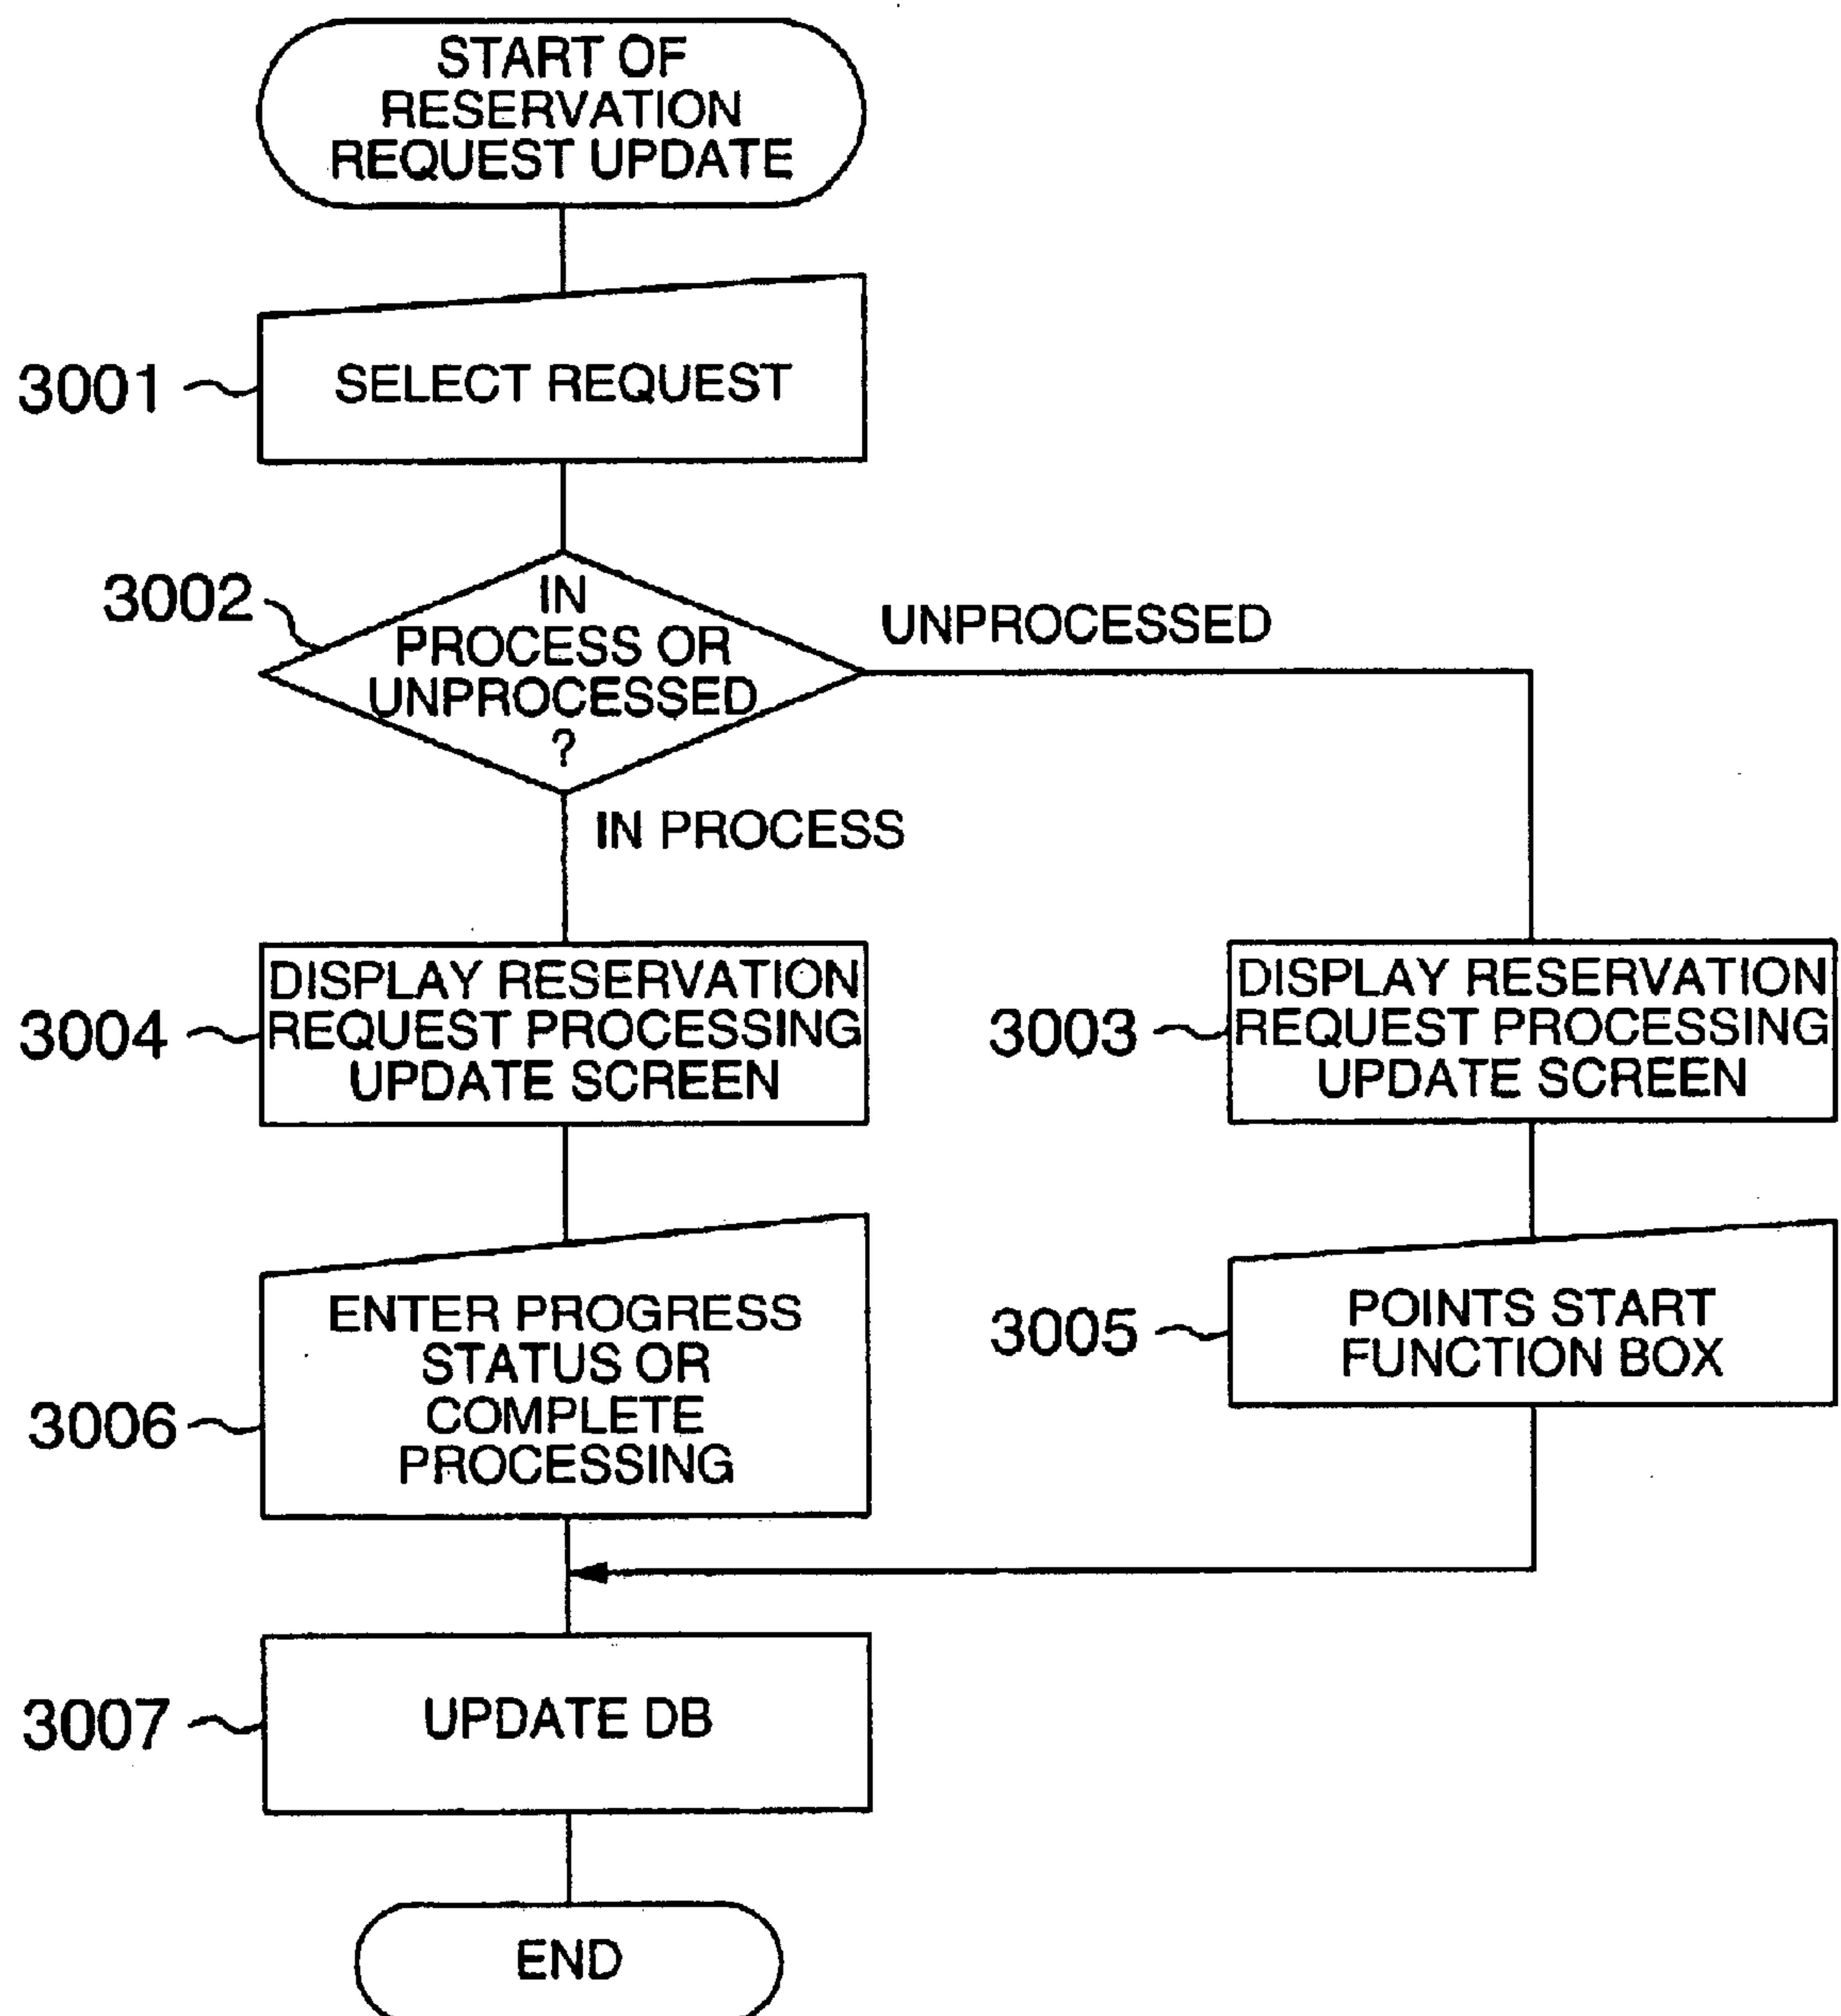 START OF
RESERVATION
REQUEST UPDATE
3001
SELECT REQUEST
3002
IN
PROCESS OR
UNPROCESSED
?
UNPROCESSED
IN PROCESS
3004
DISPLAY RESERVATION
REQUEST PROCESSING
UPDATE SCREEN
3003
DISPLAY RESERVATION
REQUEST PROCESSING
UPDATE SCREEN
3006
ENTER PROGRESS
STATUS OR
COMPLETE
PROCESSING
3005
POINTS START
FUNCTION BOX
3007
UPDATE DB
END